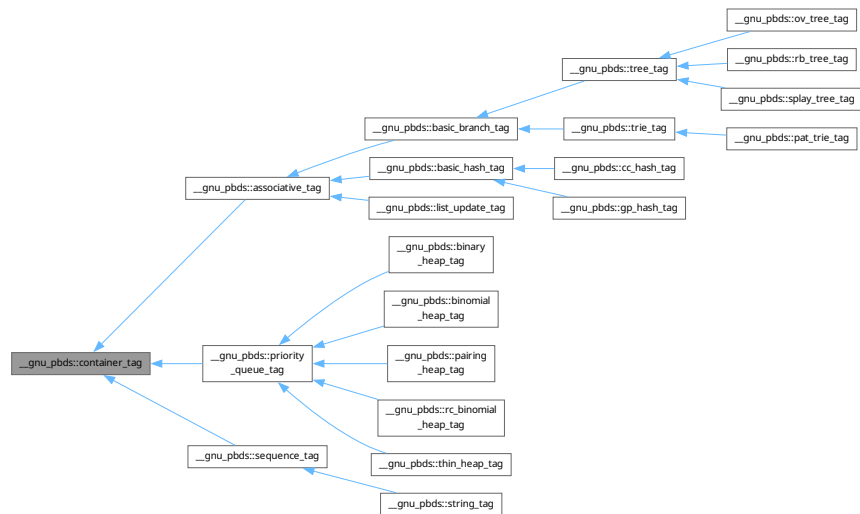 __gnu_pbds::ov_tree_tag
__gnu_pbds::rb_tree_tag
__gnu_pbds::tree_tag
__gnu_pbds::splay_tree_tag
__gnu_pbds::basic_branch_tag
__gnu_pbds::trie_tag
__gnu_pbds::pat_trie_tag
__gnu_pbds::basic_hash_tag
__gnu_pbds::cc_hash_tag
__gnu_pbds::associative_tag
__gnu_pbds::list_update_tag
__gnu_pbds::gp_hash_tag
__gnu_pbds::binary
_heap_tag
__gnu_pbds::binomial
_heap_tag
__gnu_pbds::container_tag
__gnu_pbds::priority
_queue_tag
__gnu_pbds::pairing
_heap_tag
__gnu_pbds::rc_binomial
_heap_tag
__gnu_pbds::sequence_tag
__gnu_pbds::thin_heap_tag
__gnu_pbds::string_tag